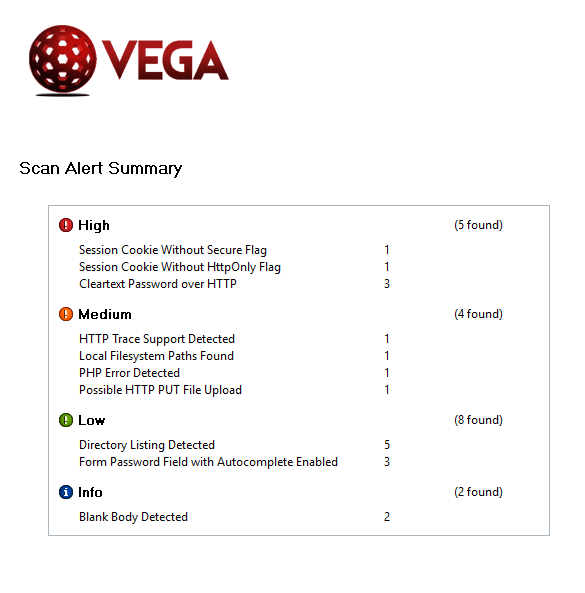 VEGA
Scan Alert Summary
High (5 found)
Session Cookie Without Secure Flag 1
Session Cookie Without HttpOnly Flag 1
Cleartext Password over HTTP 3
Medium (4 found)
HTTP Trace Support Detected 1
Local Filesystem Paths Found 1
PHP Error Detected 1
Possible HTTP PUT File Upload 1
Low (8 found)
Directory Listing Detected 5
Form Password Field with Autocomplete Enabled 3
Info (2 found)
Blank Body Detected 2